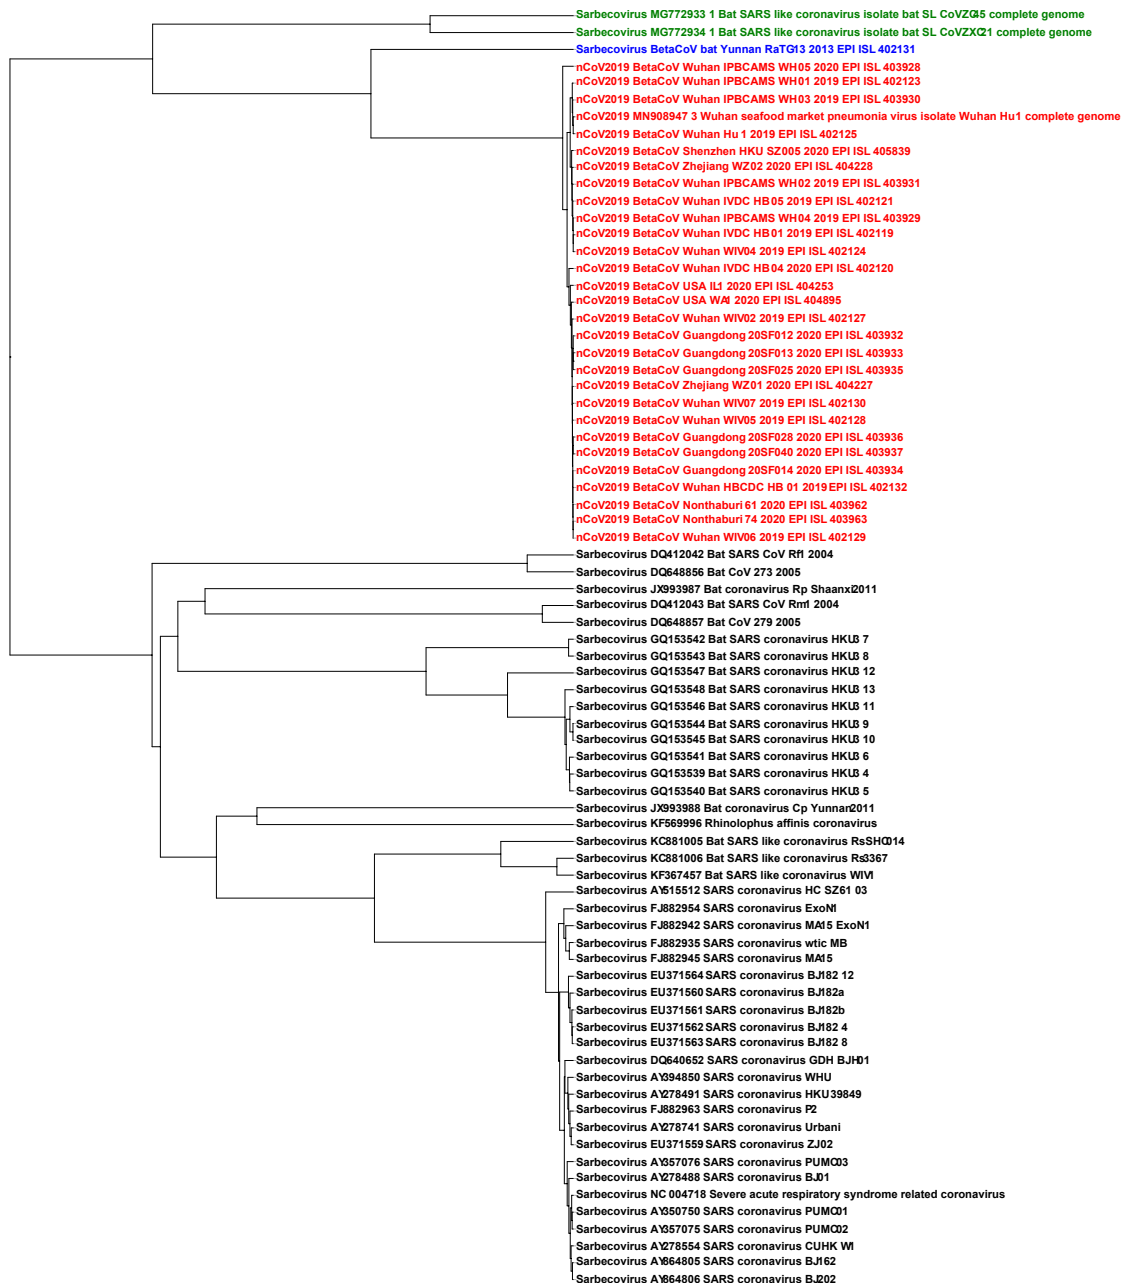 Sarbecovirus MG772933 1 Bat SARS like coronavirus isolate bat SL CoVZC45 complete genome
Sarbecovirus MG772934 1 Bat SARS like coronavirus isolate bat SL CoVZXC21 complete genome
Sarbecovirus BetaCoV bat Yunnan RaTG13 2013 EPI ISL 402131
nCoV2019 BetaCoV Wuhan IPBCAMS WH05 2020 EPI ISL 403928
nCoV2019 BetaCoV Wuhan IPBCAMS WH01 2019 EPI ISL 402123
nCoV2019 BetaCoV Wuhan IPBCAMS WH03 2019 EPI ISL 403930
nCoV2019 MN908947 3 Wuhan seafood market pneumonia virus isolate Wuhan Hu1 complete genome
nCoV2019 BetaCoV Wuhan Hu 1 2019 EPI ISL 402125
nCoV2019 BetaCoV Shenzhen HKU SZ005 2020 EPI ISL 405839
nCoV2019 BetaCoV Zhejiang WZ02 2020 EPI ISL 404228
nCoV2019 BetaCoV Wuhan IPBCAMS WH02 2019 EPI ISL 403931
nCoV2019 BetaCoV Wuhan IVDC HB 05 2019 EPI ISL 402121
nCoV2019 BetaCoV Wuhan IPBCAMS WH04 2019 EPI ISL 403929
nCoV2019 BetaCoV Wuhan IVDC HB 01 2019 EPI ISL 402119
nCoV2019 BetaCoV Wuhan WIV04 2019 EPI ISL 402124
nCoV2019 BetaCoV Wuhan IVDC HB 04 2020 EPI ISL 402120
nCoV2019 BetaCoV USA IL1 2020 EPI ISL 404253
nCoV2019 BetaCoV USA WA1 2020 EPI ISL 404895
nCoV2019 BetaCoV Wuhan WIV02 2019 EPI ISL 402127
nCoV2019 BetaCoV Guangdong 20SF012 2020 EPI ISL 403932
nCoV2019 BetaCoV Guangdong 20SF013 2020 EPI ISL 403933
nCoV2019 BetaCoV Guangdong 20SF025 2020 EPI ISL 403935
nCoV2019 BetaCoV Zhejiang WZ01 2020 EPI ISL 404227
nCoV2019 BetaCoV Wuhan WIV07 2019 EPI ISL 402130
nCoV2019 BetaCoV Wuhan WIV05 2019 EPI ISL 402128
nCoV2019 BetaCoV Guangdong 20SF028 2020 EPI ISL 403936
nCoV2019 BetaCoV Guangdong 20SF040 2020 EPI ISL 403937
nCoV2019 BetaCoV Guangdong 20SF014 2020 EPI ISL 403934
nCoV2019 BetaCoV Wuhan HBCDC HB 01 2019 EPI ISL 402132
nCoV2019 BetaCoV Nonthaburi 61 2020 EPI ISL 403962
nCoV2019 BetaCoV Nonthaburi 74 2020 EPI ISL 403963
nCoV2019 BetaCoV Wuhan WIV06 2019 EPI ISL 402129
Sarbecovirus DQ412042 Bat SARS CoV Rf1 2004
Sarbecovirus DQ648856 Bat CoV 273 2005
Sarbecovirus JX993987 Bat coronavirus Rp Shaanxi2011
Sarbecovirus DQ412043 Bat SARS CoV Rm1 2004
Sarbecovirus DQ648857 Bat CoV 279 2005
Sarbecovirus GQ153542 Bat SARS coronavirus HKU3 7
Sarbecovirus GQ153543 Bat SARS coronavirus HKU3 8
Sarbecovirus GQ153547 Bat SARS coronavirus HKU3 12
Sarbecovirus GQ153548 Bat SARS coronavirus HKU3 13
Sarbecovirus GQ153546 Bat SARS coronavirus HKU3 11
Sarbecovirus GQ153544 Bat SARS coronavirus HKU3 9
Sarbecovirus GQ153545 Bat SARS coronavirus HKU3 10
Sarbecovirus GQ153541 Bat SARS coronavirus HKU3 6
Sarbecovirus GQ153539 Bat SARS coronavirus HKU3 4
Sarbecovirus GQ153540 Bat SARS coronavirus HKU3 5
Sarbecovirus JX993988 Bat coronavirus Cp Yunnan2011
Sarbecovirus KF569996 Rhinolophus affinis coronavirus
Sarbecovirus KC881005 Bat SARS like coronavirus RsSHC014
Sarbecovirus KC881006 Bat SARS like coronavirus Rs3367
Sarbecovirus KF367457 Bat SARS like coronavirus WIV1
Sarbecovirus AY515512 SARS coronavirus HC SZ61 03
Sarbecovirus FJ882954 SARS coronavirus ExoN1
Sarbecovirus FJ882942 SARS coronavirus MA15 ExoN1
Sarbecovirus FJ882935 SARS coronavirus wtic MB
Sarbecovirus FJ882945 SARS coronavirus MA15
Sarbecovirus EU371564 SARS coronavirus BJ182 12
Sarbecovirus EU371560 SARS coronavirus BJ182a
Sarbecovirus EU371561 SARS coronavirus BJ182b
Sarbecovirus EU371562 SARS coronavirus BJ182 4
Sarbecovirus EU371563 SARS coronavirus BJ182 8
Sarbecovirus DQ640652 SARS coronavirus GDH BJH01
Sarbecovirus AY394850 SARS coronavirus WHU
Sarbecovirus AY278491 SARS coronavirus HKU 39849
Sarbecovirus FJ882963 SARS coronavirus P2
Sarbecovirus AY278741 SARS coronavirus Urbani
Sarbecovirus EU371559 SARS coronavirus ZJ02
Sarbecovirus AY357076 SARS coronavirus PUMC03
Sarbecovirus AY278488 SARS coronavirus BJ01
Sarbecovirus NC 004718 Severe acute respiratory syndrome related coronavirus
Sarbecovirus AY350750 SARS coronavirus PUMC01
Sarbecovirus AY357075 SARS coronavirus PUMC02
Sarbecovirus AY278554 SARS coronavirus CUHK W1
Sarbecovirus AY864805 SARS coronavirus BJ162
Sarbecovirus AY864806 SARS coronavirus BJ202